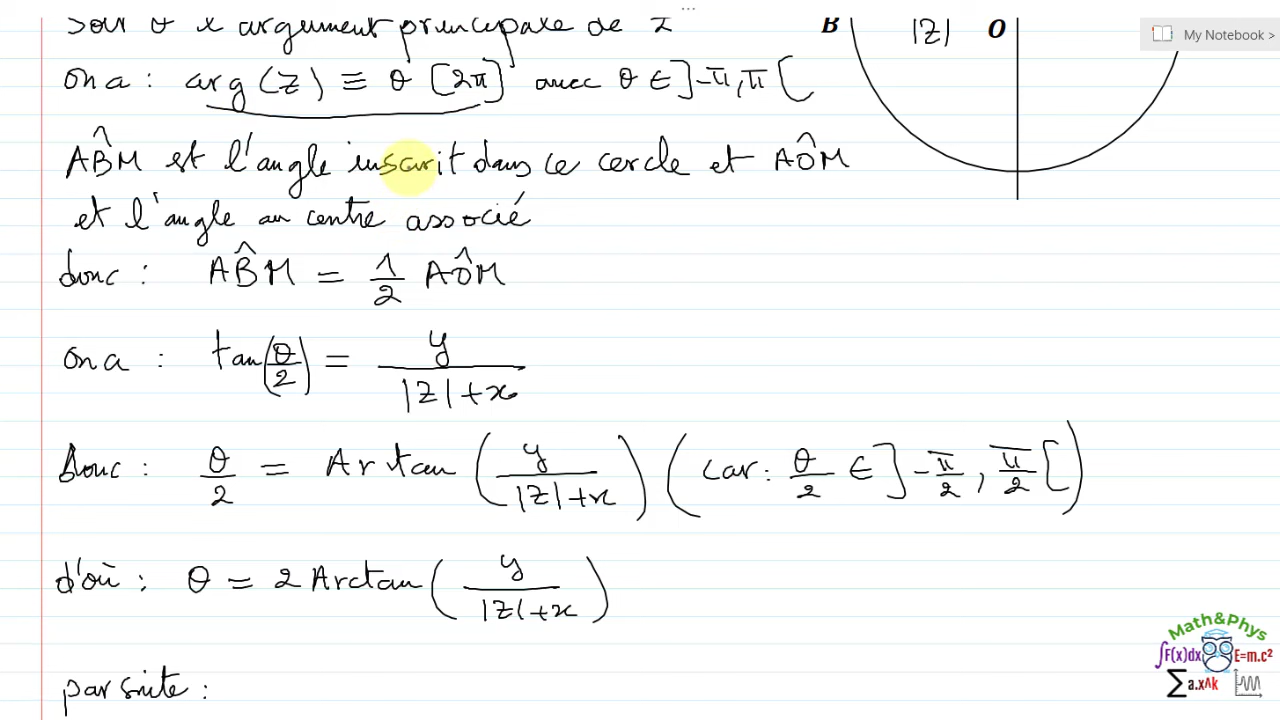 soit θ l'argument principale de Z
on a : arg(Z) ≡ θ [2π] avec θ ∈ ]-π, π[
AB̂M est l'angle inscrit dans ce cercle et AÔM
et l'angle au centre associé
donc : AB̂M = 1/2 AÔM
on a : tan(θ/2) = y/(|Z|+x)
Donc : θ/2 = Arctan (y/(|Z|+x)) (car : θ/2 ∈ ]-π/2, π/2[)
d'où : θ = 2 Arctan (y/(|Z|+x))
par suite :
B |Z| O
My Notebook >
Math&Phys
∫F(x)dx E=m.c²
∑ a.x^k